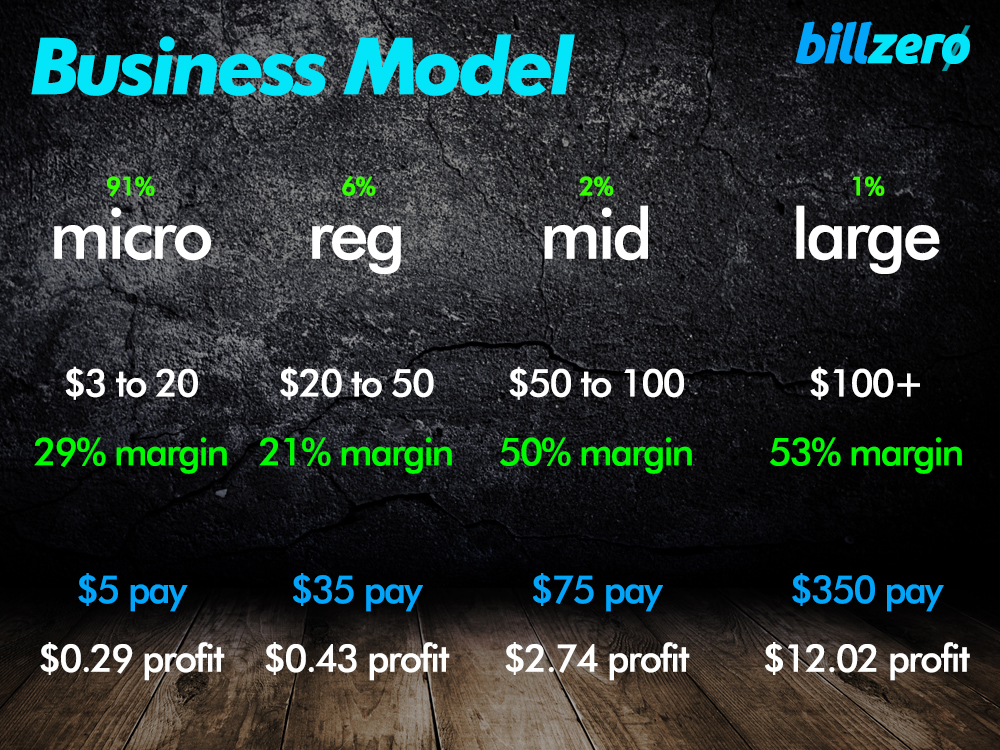 Business Model
billzerø
91% 6% 2% 1%
micro reg mid large
$3 to 20 $20 to 50 $50 to 100 $100+
29% margin 21% margin 50% margin 53% margin
$5 pay $35 pay $75 pay $350 pay
$0.29 profit $0.43 profit $2.74 profit $12.02 profit